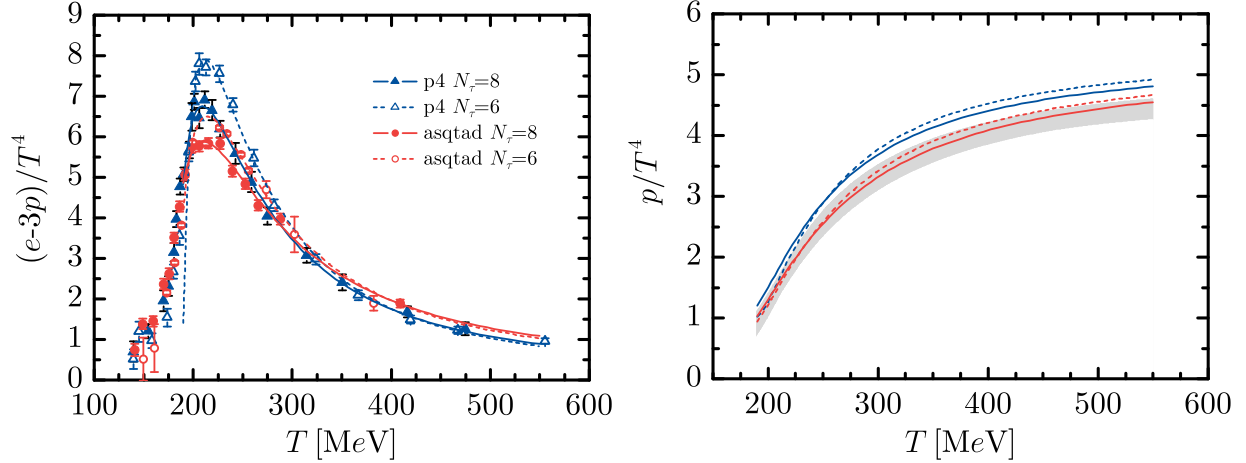 (e-3p)/T⁴
9
8
7
6
5
4
3
2
1
0
100 200 300 400 500 600
T [MeV]
p4 Nτ=8
p4 Nτ=6
asqtad Nτ=8
asqtad Nτ=6
p/T⁴
6
5
4
3
2
1
0
200 300 400 500 600
T [MeV]